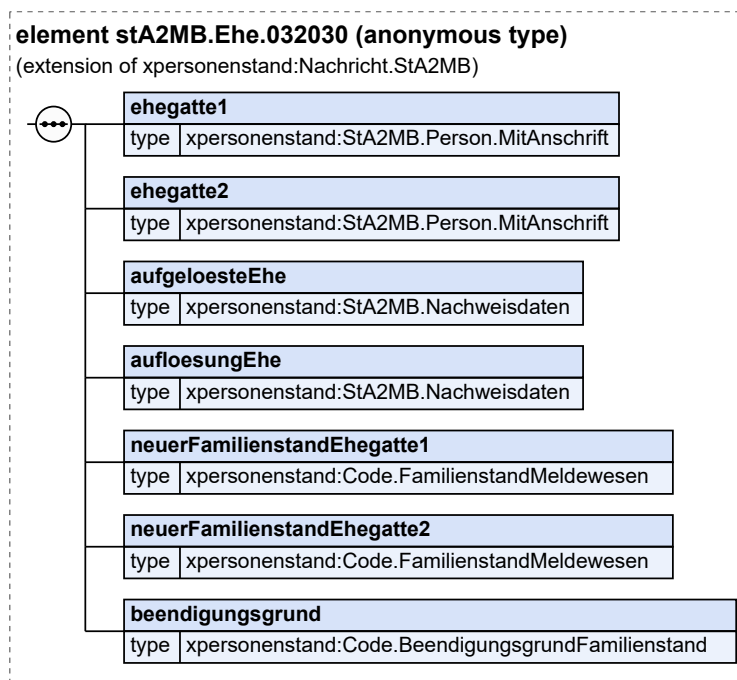 element stA2MB.Ehe.032030 (anonymous type)
(extension of xpersonenstand:Nachricht.StA2MB)
ehegatte1
type xpersonenstand:StA2MB.Person.MitAnschrift
ehegatte2
type xpersonenstand:StA2MB.Person.MitAnschrift
aufgeloesteEhe
type xpersonenstand:StA2MB.Nachweisdaten
aufloesungEhe
type xpersonenstand:StA2MB.Nachweisdaten
neuerFamilienstandEhegatte1
type xpersonenstand:Code.FamilienstandMeldewesen
neuerFamilienstandEhegatte2
type xpersonenstand:Code.FamilienstandMeldewesen
beendigungsgrund
type xpersonenstand:Code.BeendigungsgrundFamilienstand